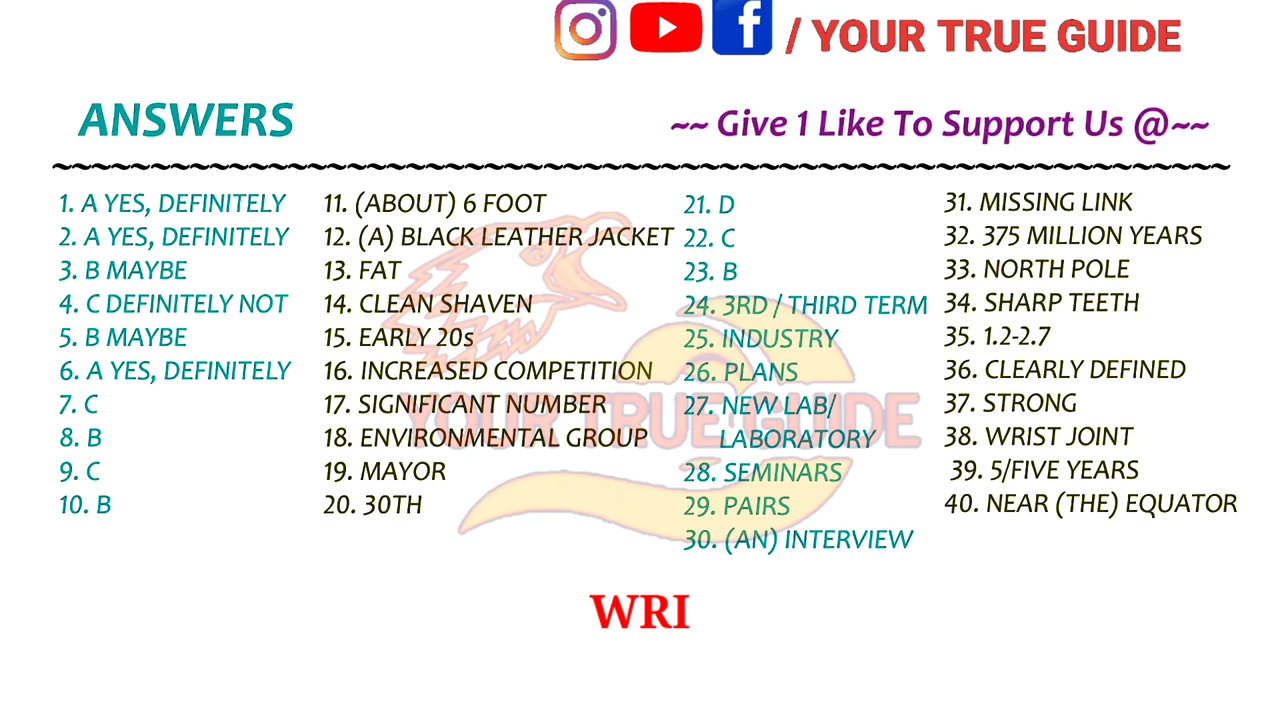 / YOUR TRUE GUIDE
ANSWERS
~~ Give 1 Like To Support Us @~~
~~~~~~~~~~~~~~~~~~~~~~~~~~~~~~~~~~~~~~~~~~~~~~~~~~~~~~~~~~~~
1. A YES, DEFINITELY
2. A YES, DEFINITELY
3. B MAYBE
4. C DEFINITELY NOT
5. B MAYBE
6. A YES, DEFINITELY
7. C
8. B
9. C
10. B
11. (ABOUT) 6 FOOT
12. (A) BLACK LEATHER JACKET
13. FAT
14. CLEAN SHAVEN
15. EARLY 20s
16. INCREASED COMPETITION
17. SIGNIFICANT NUMBER
18. ENVIRONMENTAL GROUP
19. MAYOR
20. 30TH
21. D
22. C
23. B
24. 3RD / THIRD TERM
25. INDUSTRY
26. PLANS
27. NEW LAB/
LABORATORY
28. SEMINARS
29. PAIRS
30. (AN) INTERVIEW
31. MISSING LINK
32. 375 MILLION YEARS
33. NORTH POLE
34. SHARP TEETH
35. 1.2-2.7
36. CLEARLY DEFINED
37. STRONG
38. WRIST JOINT
39. 5/FIVE YEARS
40. NEAR (THE) EQUATOR
YOUR TRUE GUIDE
WRI